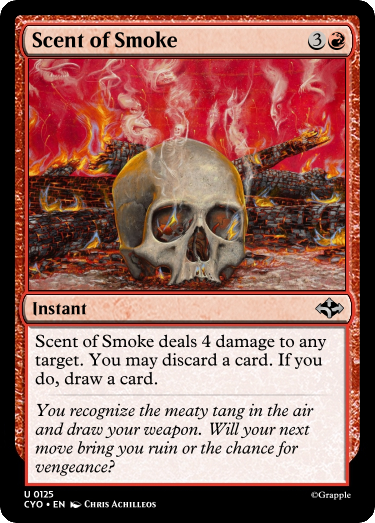 Scent of Smoke 3
Instant
Scent of Smoke deals 4 damage to any
target. You may discard a card. If you
do, draw a card.
You recognize the meaty tang in the air
and draw your weapon. Will your next
move bring you ruin or the chance for
vengeance?
U 0125
CYO • EN Chris Achilleos
©Grapple